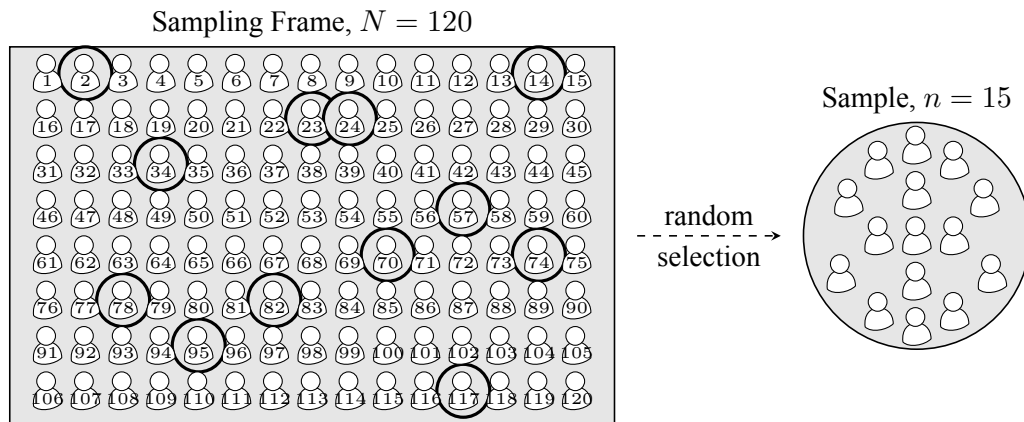 Sampling Frame, N = 120
1 2 3 4 5 6 7 8 9 10 11 12 13 14 15
16 17 18 19 20 21 22 23 24 25 26 27 28 29 30
31 32 33 34 35 36 37 38 39 40 41 42 43 44 45
46 47 48 49 50 51 52 53 54 55 56 57 58 59 60
61 62 63 64 65 66 67 68 69 70 71 72 73 74 75
76 77 78 79 80 81 82 83 84 85 86 87 88 89 90
91 92 93 94 95 96 97 98 99 100 101 102 103 104 105
106 107 108 109 110 111 112 113 114 115 116 117 118 119 120
random
selection
Sample, n = 15